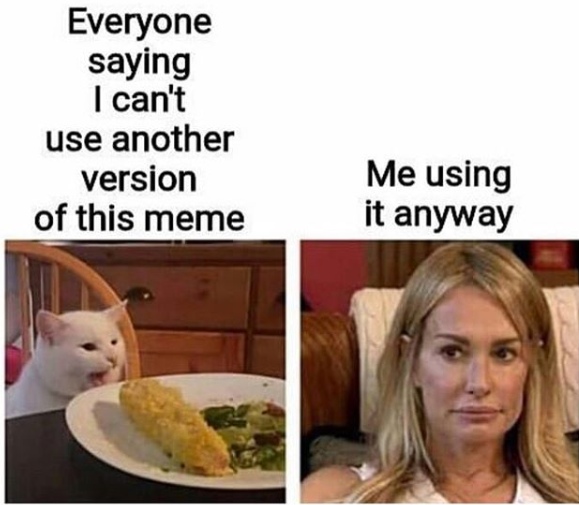 Everyone
saying
I can't
use another
version
of this meme
Me using
it anyway